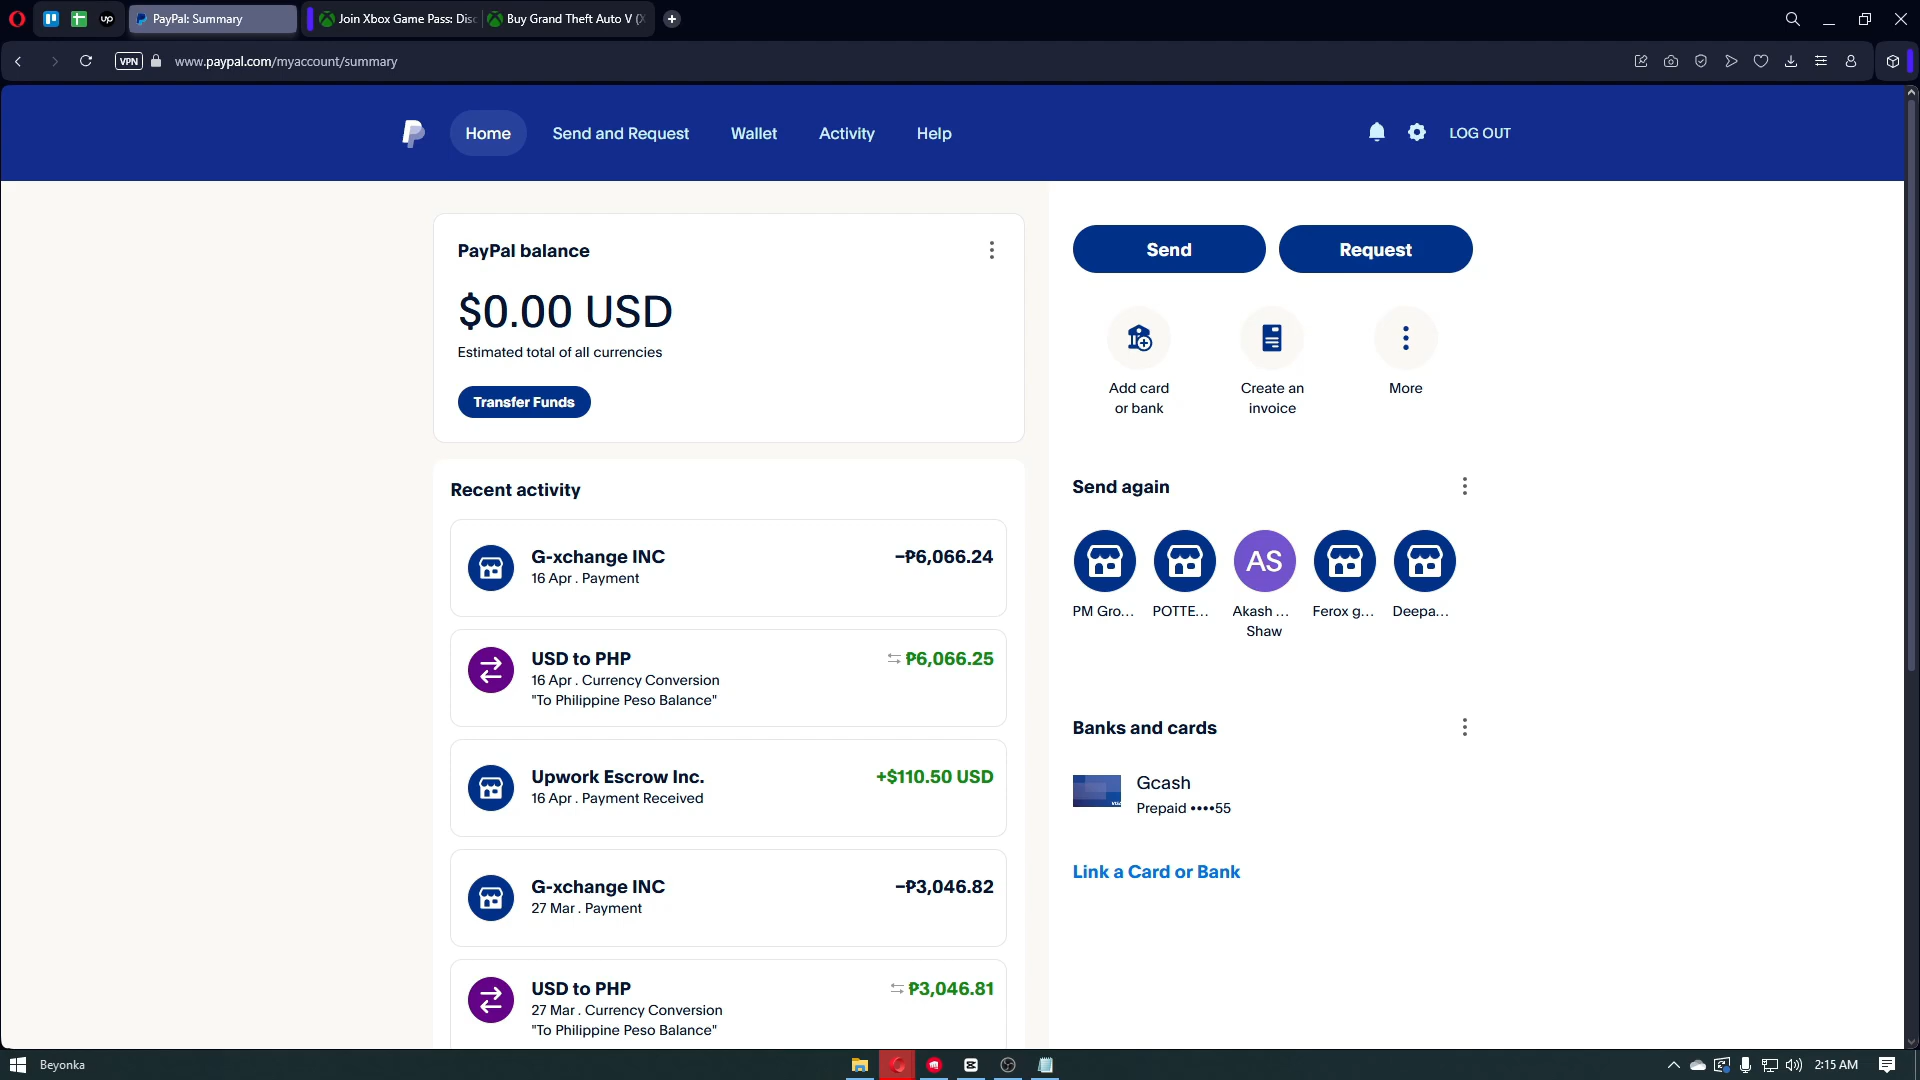 PayPal: Summary
Join Xbox Game Pass: Disc
Buy Grand Theft Auto V (X
VPN
www.paypal.com/myaccount/summary
Home
Send and Request
Wallet
Activity
Help
LOG OUT
PayPal balance
$0.00 USD
Estimated total of all currencies
Transfer Funds
Send
Request
Add card
or bank
Create an
invoice
More
Recent activity
G-xchange INC
−₱6,066.24
16 Apr . Payment
USD to PHP
₱6,066.25
16 Apr . Currency Conversion
"To Philippine Peso Balance"
Upwork Escrow Inc.
+$110.50 USD
16 Apr . Payment Received
G-xchange INC
−₱3,046.82
27 Mar . Payment
USD to PHP
₱3,046.81
27 Mar . Currency Conversion
"To Philippine Peso Balance"
Send again
AS
PM Gro...
POTTE...
Akash ...
Shaw
Ferox g...
Deepa...
Banks and cards
Gcash
Prepaid ••••55
Link a Card or Bank
Beyonka
2:15 AM